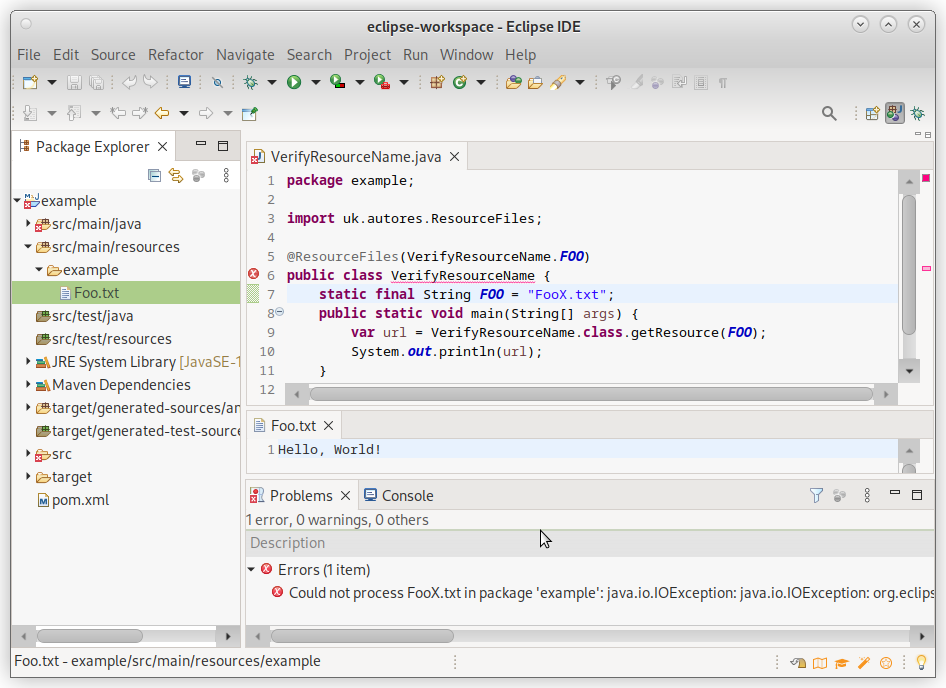 eclipse-workspace - Eclipse IDE
File Edit Source Refactor Navigate Search Project Run Window Help
Package Explorer
example
src/main/java
src/main/resources
example
Foo.txt
src/test/java
src/test/resources
JRE System Library [JavaSE-1
Maven Dependencies
target/generated-sources/an
target/generated-test-source
src
target
pom.xml
VerifyResourceName.java
1 package example;
2
3 import uk.autores.ResourceFiles;
4
5 @ResourceFiles(VerifyResourceName.FOO)
6 public class VerifyResourceName {
7 static final String FOO = "FooX.txt";
8 public static void main(String[] args) {
9 var url = VerifyResourceName.class.getResource(FOO);
10 System.out.println(url);
11 }
12
Foo.txt
1 Hello, World!
Problems Console
1 error, 0 warnings, 0 others
Description
Errors (1 item)
Could not process FooX.txt in package 'example': java.io.IOException: java.io.IOException: org.eclips
Foo.txt - example/src/main/resources/example